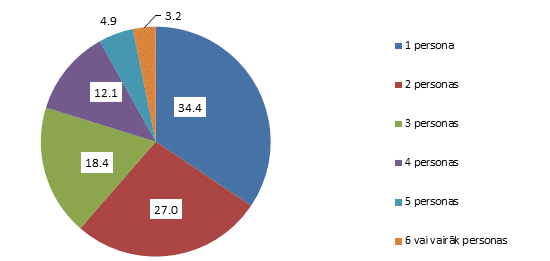 4.9
3.2
12.1
34.4
18.4
27.0
1 persona
2 personas
3 personas
4 personas
5 personas
6 vai vairāk personas